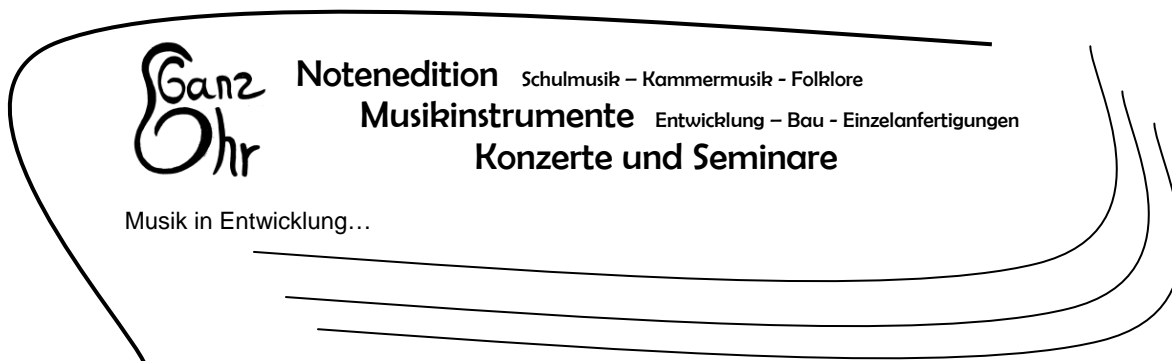 Ganz
Ohr
Notenedition Schulmusik – Kammermusik - Folklore
Musikinstrumente Entwicklung – Bau - Einzelanfertigungen
Konzerte und Seminare
Musik in Entwicklung…